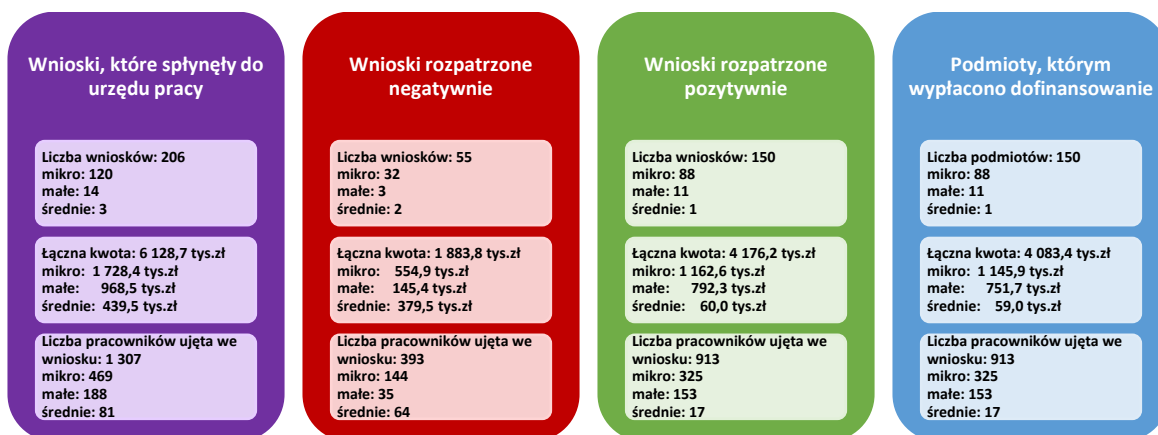 Wnioski, które spłynęły do
urzędu pracy
Liczba wniosków: 206
mikro: 120
małe: 14
średnie: 3
Łączna kwota: 6 128,7 tys.zł
mikro: 1 728,4 tys.zł
małe: 968,5 tys.zł
średnie: 439,5 tys.zł
Liczba pracowników ujęta we
wniosku: 1 307
mikro: 469
małe: 188
średnie: 81
Wnioski rozpatrzone
negatywnie
Liczba wniosków: 55
mikro: 32
małe: 3
średnie: 2
Łączna kwota: 1 883,8 tys.zł
mikro: 554,9 tys.zł
małe: 145,4 tys.zł
średnie: 379,5 tys.zł
Liczba pracowników ujęta we
wniosku: 393
mikro: 144
małe: 35
średnie: 64
Wnioski rozpatrzone
pozytywnie
Liczba wniosków: 150
mikro: 88
małe: 11
średnie: 1
Łączna kwota: 4 176,2 tys.zł
mikro: 1 162,6 tys.zł
małe: 792,3 tys.zł
średnie: 60,0 tys.zł
Liczba pracowników ujęta we
wniosku: 913
mikro: 325
małe: 153
średnie: 17
Podmioty, którym
wypłacono dofinansowanie
Liczba podmiotów: 150
mikro: 88
małe: 11
średnie: 1
Łączna kwota: 4 083,4 tys.zł
mikro: 1 145,9 tys.zł
małe: 751,7 tys.zł
średnie: 59,0 tys.zł
Liczba pracowników ujęta we
wniosku: 913
mikro: 325
małe: 153
średnie: 17